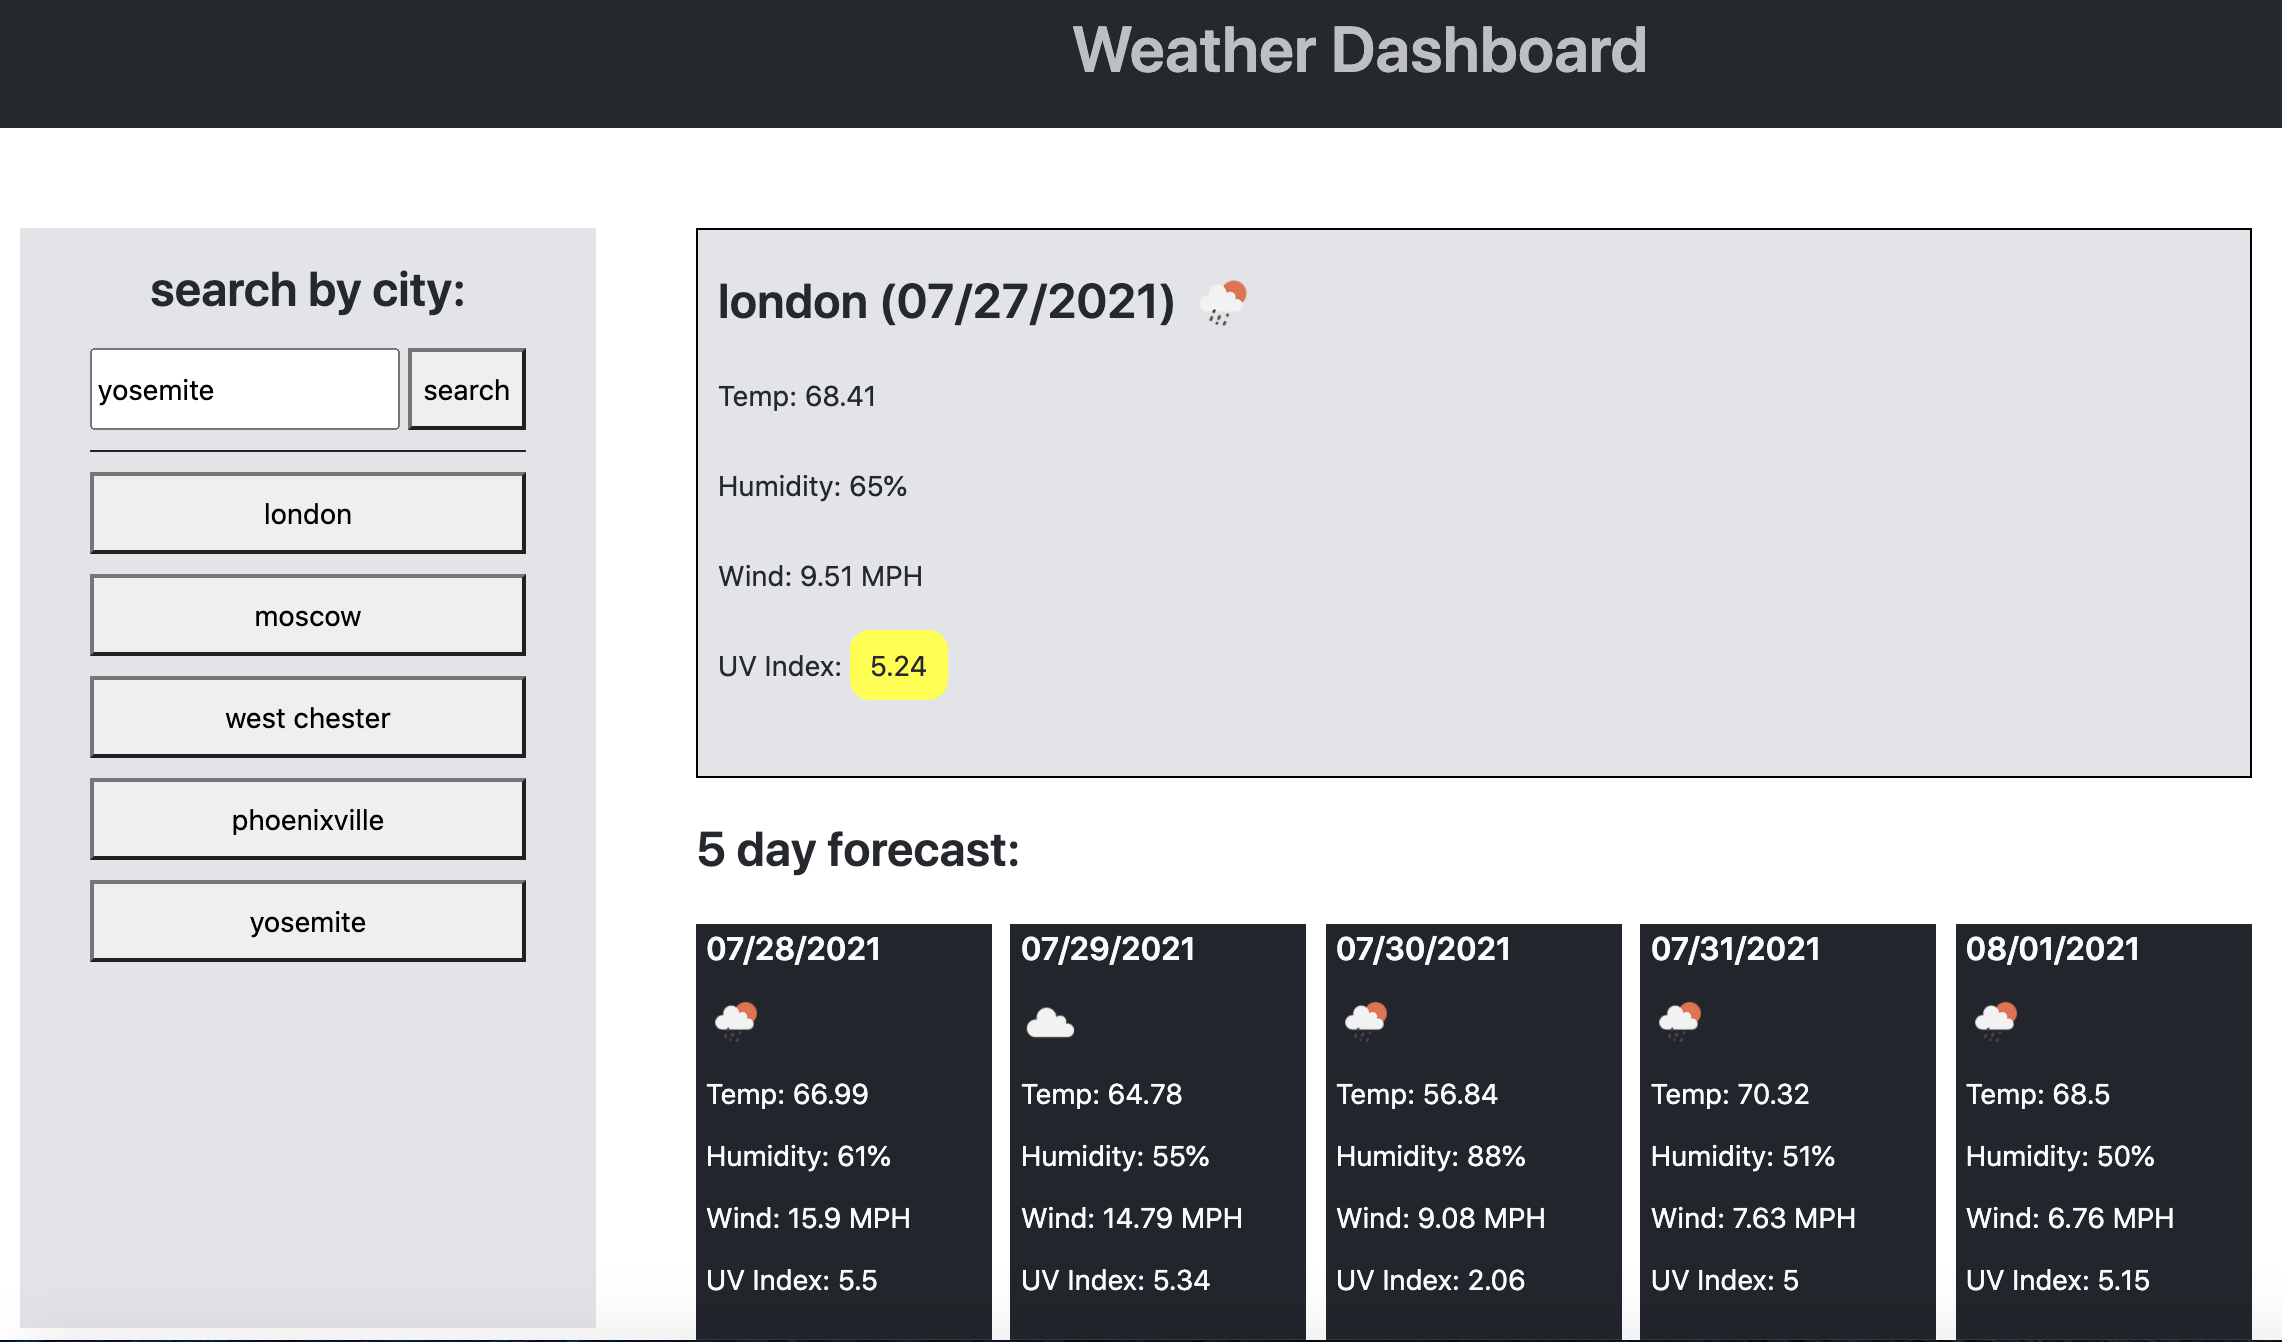 Weather Dashboard
search by city:
yosemite
search
london
moscow
west chester
phoenixville
yosemite
london (07/27/2021)
Temp: 68.41
Humidity: 65%
Wind: 9.51 MPH
UV Index: 5.24
5 day forecast:
07/28/2021
Temp: 66.99
Humidity: 61%
Wind: 15.9 MPH
UV Index: 5.5
07/29/2021
Temp: 64.78
Humidity: 55%
Wind: 14.79 MPH
UV Index: 5.34
07/30/2021
Temp: 56.84
Humidity: 88%
Wind: 9.08 MPH
UV Index: 2.06
07/31/2021
Temp: 70.32
Humidity: 51%
Wind: 7.63 MPH
UV Index: 5
08/01/2021
Temp: 68.5
Humidity: 50%
Wind: 6.76 MPH
UV Index: 5.15